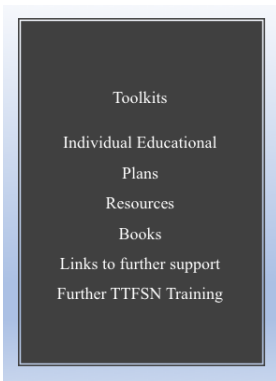 Toolkits
Individual Educational
Plans
Resources
Books
Links to further support
Further TTFSN Training